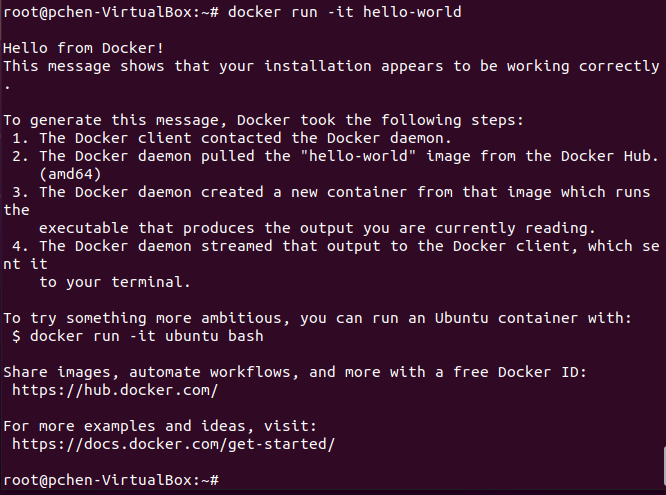 root@pchen-VirtualBox:~# docker run -it hello-world
Hello from Docker!
This message shows that your installation appears to be working correctly
.
To generate this message, Docker took the following steps:
 1. The Docker client contacted the Docker daemon.
 2. The Docker daemon pulled the "hello-world" image from the Docker Hub.
    (amd64)
 3. The Docker daemon created a new container from that image which runs
the
    executable that produces the output you are currently reading.
 4. The Docker daemon streamed that output to the Docker client, which se
nt it
    to your terminal.
To try something more ambitious, you can run an Ubuntu container with:
 $ docker run -it ubuntu bash
Share images, automate workflows, and more with a free Docker ID:
 https://hub.docker.com/
For more examples and ideas, visit:
 https://docs.docker.com/get-started/
root@pchen-VirtualBox:~#